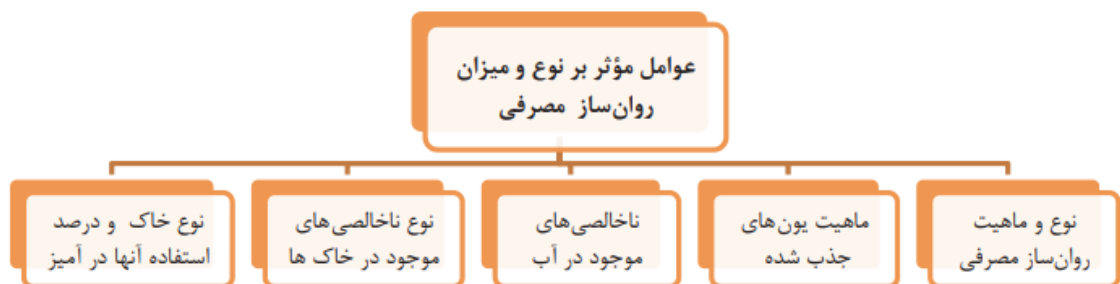 عوامل مؤثر بر نوع و میزان
روان‌ساز مصرفی
نوع و ماهیت
روان‌ساز مصرفی
ماهیت یون‌های
جذب شده
ناخالصی‌های
موجود در آب
نوع ناخالصی‌های
موجود در خاک ها
نوع خاک و درصد
استفاده آنها در آمیز